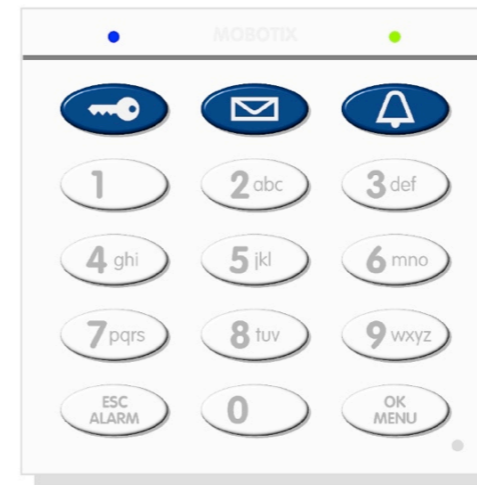 MOBOTIX
1
2 abc
3 def
4 ghi
5 jkl
6 mno
7 pqrs
8 tuv
9 wxyz
ESC
ALARM
0
OK
MENU